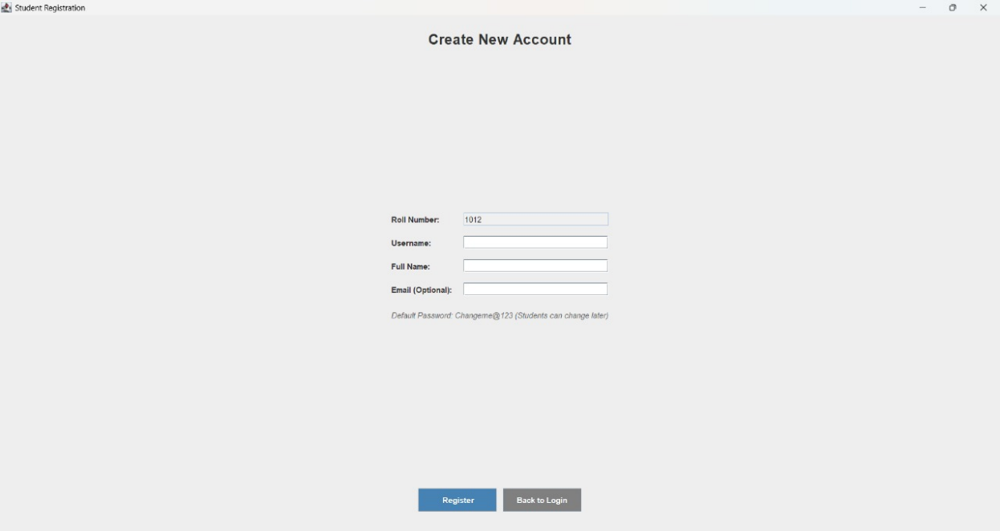 Student Registration
Create New Account
Roll Number: 1012
Username:
Full Name:
Email (Optional):
Default Password: Changeme@123 (Students can change later)
Register Back to Login